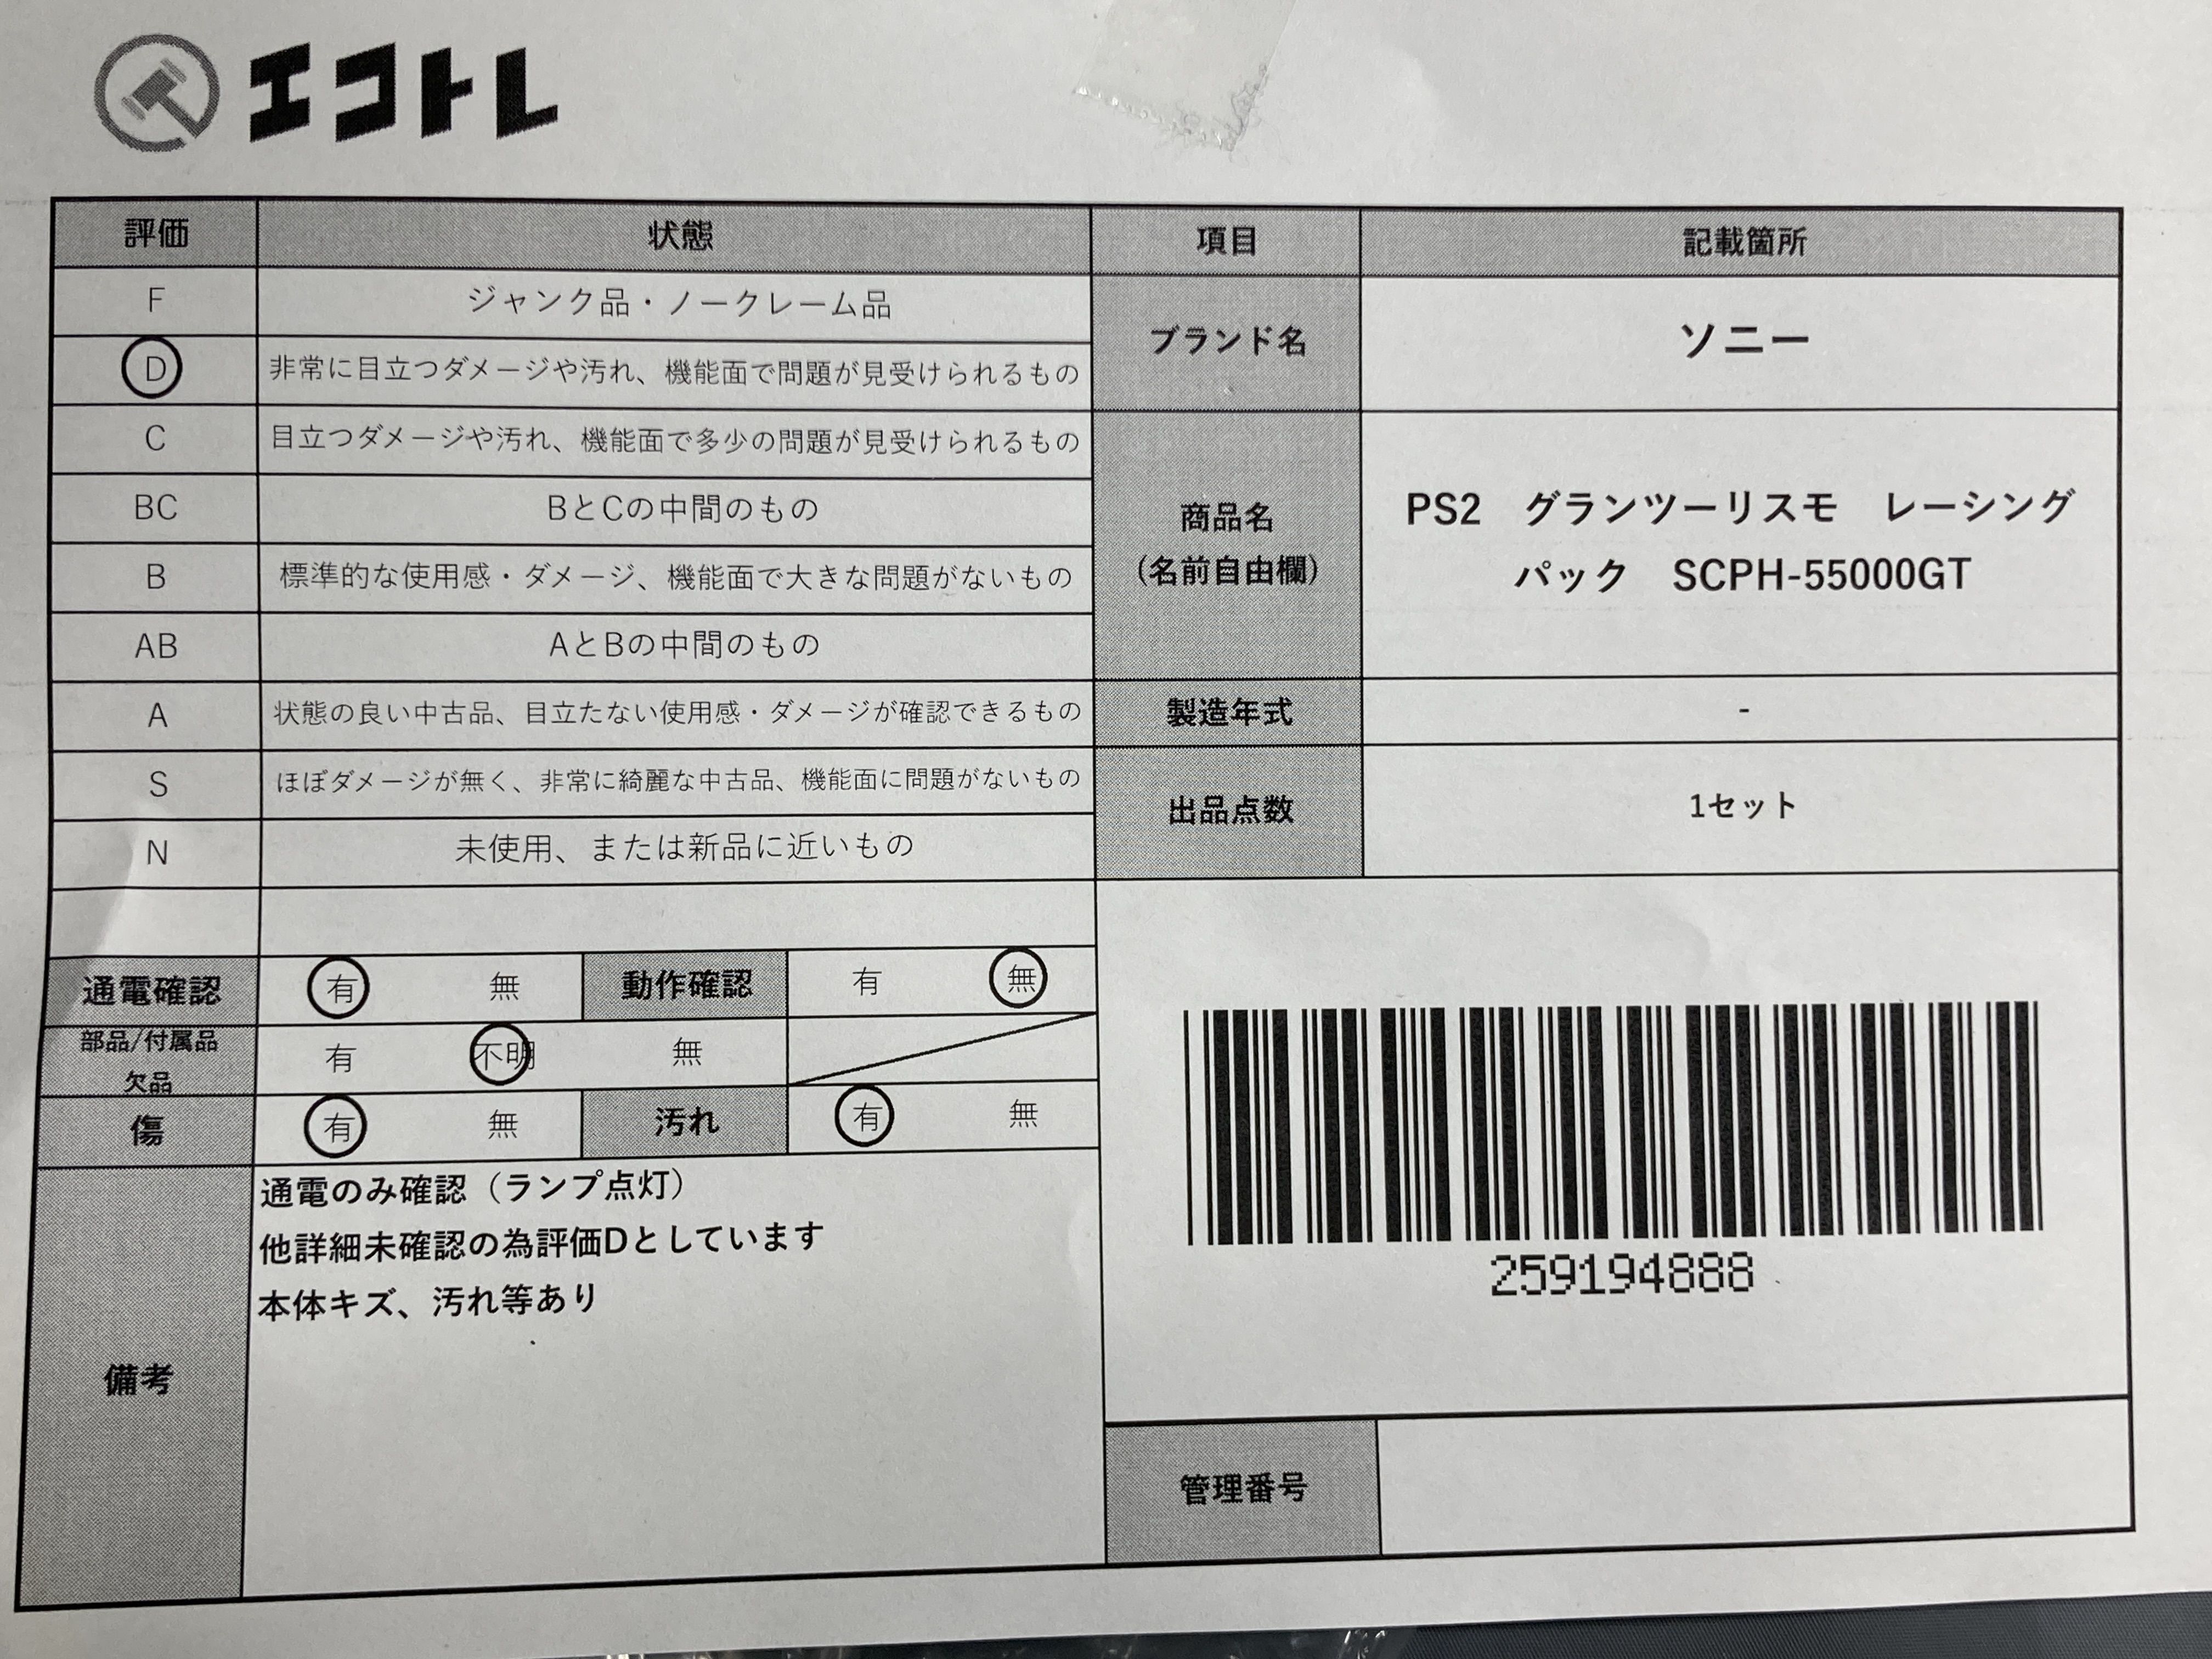 エコトレ
評価 状態 項目 記載箇所
F ジャンク品・ノークレーム品
D 非常に目立つダメージや汚れ、機能面で問題が見受けられるもの
ブランド名 ソニー
C 目立つダメージや汚れ、機能面で多少の問題が見受けられるもの
BC BとCの中間のもの
B 標準的な使用感・ダメージ、機能面で大きな問題がないもの
AB AとBの中間のもの
商品名
(名前自由欄)
PS2 グランツーリスモ レーシング
パック SCPH-55000GT
A 状態の良い中古品、目立たない使用感・ダメージが確認できるもの
製造年式 -
S ほぼダメージが無く、非常に綺麗な中古品、機能面に問題がないもの
N 未使用、または新品に近いもの
出品点数 1セット
通電確認 有 無 動作確認 有 無
部品/付属品
欠品
有 不明 無
傷 有 無 汚れ 有 無
備考
通電のみ確認（ランプ点灯）
他詳細未確認の為評価Dとしています
本体キズ、汚れ等あり
259194888
管理番号